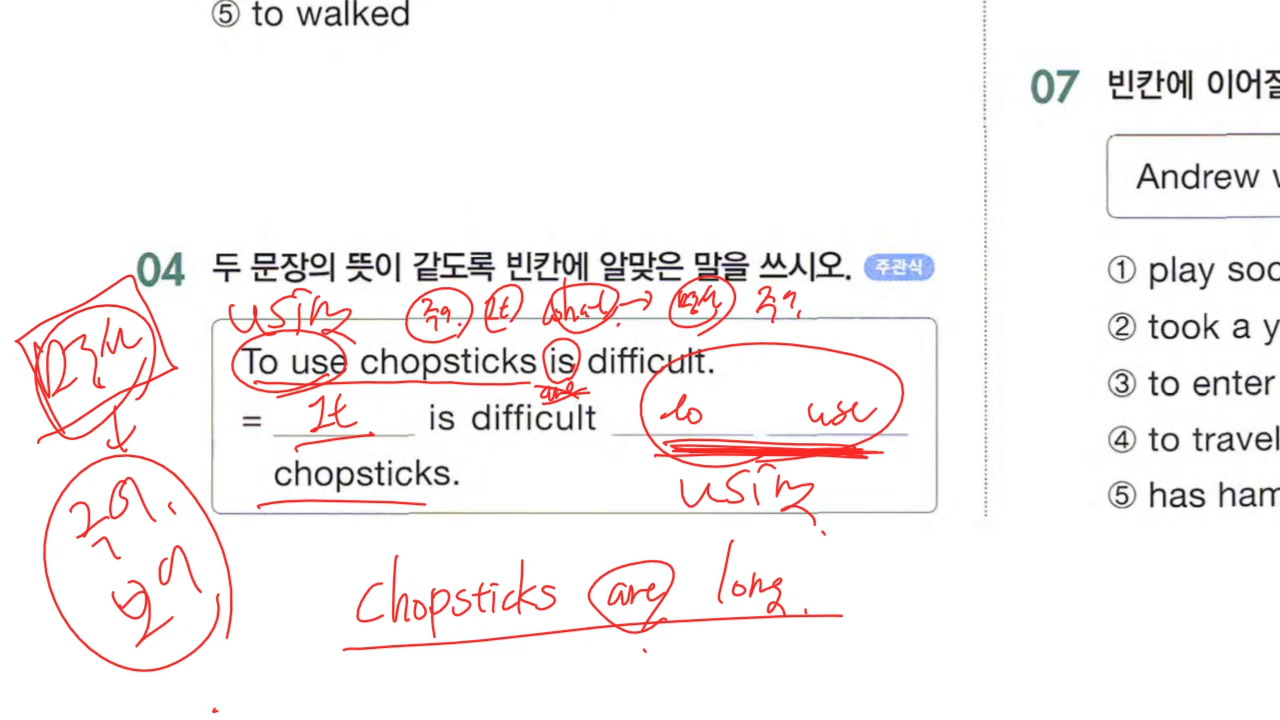 ⑤ to walked
04 두 문장의 뜻이 같도록 빈칸에 알맞은 말을 쓰시오. 주관식
using 주어. It what → 명사 주어.
명사
To use chopsticks is difficult.
are
= It is difficult to use
chopsticks.
using
주어.
보어
Chopsticks are long.
07 빈칸에 이어질
Andrew w
① play soc
② took a y
③ to enter
④ to travel
⑤ has ham